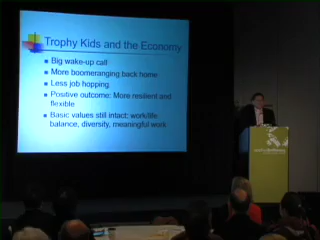 Trophy Kids and the Economy
Big wake-up call
More boomeranging back home
Less job hopping
Positive outcome: More resilient and
flexible
Basic values still intact: work/life
balance, diversity, meaningful work